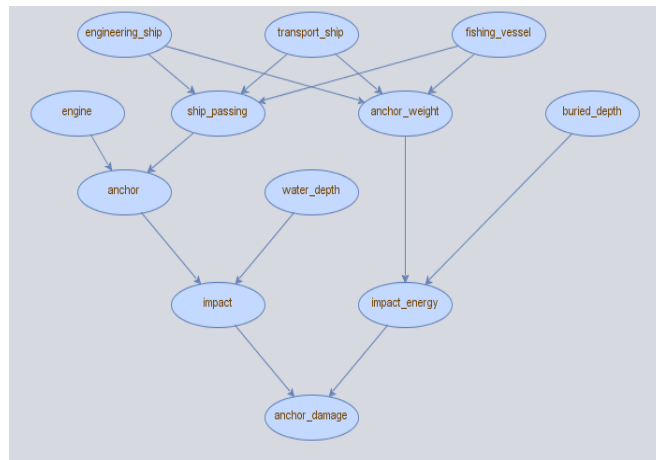 engineering_ship
transport_ship
fishing_vessel
engine
ship_passing
anchor_weight
buried_depth
anchor
water_depth
impact
impact_energy
anchor_damage